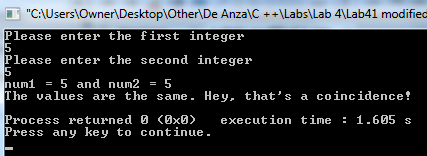 "C:\Users\Owner\Desktop\Other\De Anza\C ++\Labs\Lab 4\Lab41 modified
Please enter the first integer
5
Please enter the second integer
5
num1 = 5 and num2 = 5
The values are the same. Hey, that's a coincidence!
Process returned 0 (0x0)   execution time : 1.605 s
Press any key to continue.